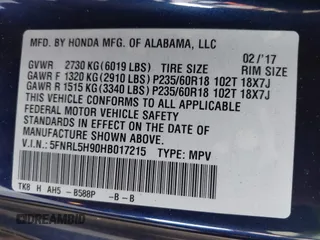 MFD. BY HONDA MFG. OF ALABAMA, LLC
02/'17
GVWR 2730 KG (6019 LBS) TIRE SIZE RIM SIZE
GAWR F 1320 KG (2910 LBS) P235/60R18 102T 18X7J
GAWR R 1515 KG (3340 LBS) P235/60R18 102T 18X7J
THIS VEHICLE CONFORMS TO ALL APPLICABLE
FEDERAL MOTOR VEHICLE SAFETY
STANDARDS IN EFFECT ON THE DATE OF
MANUFACTURE SHOWN ABOVE.
V.I.N.: 5FNRL5H90HB017215 TYPE: MPV
TK8 H AH5 -B588P -B-B
DREAMBID